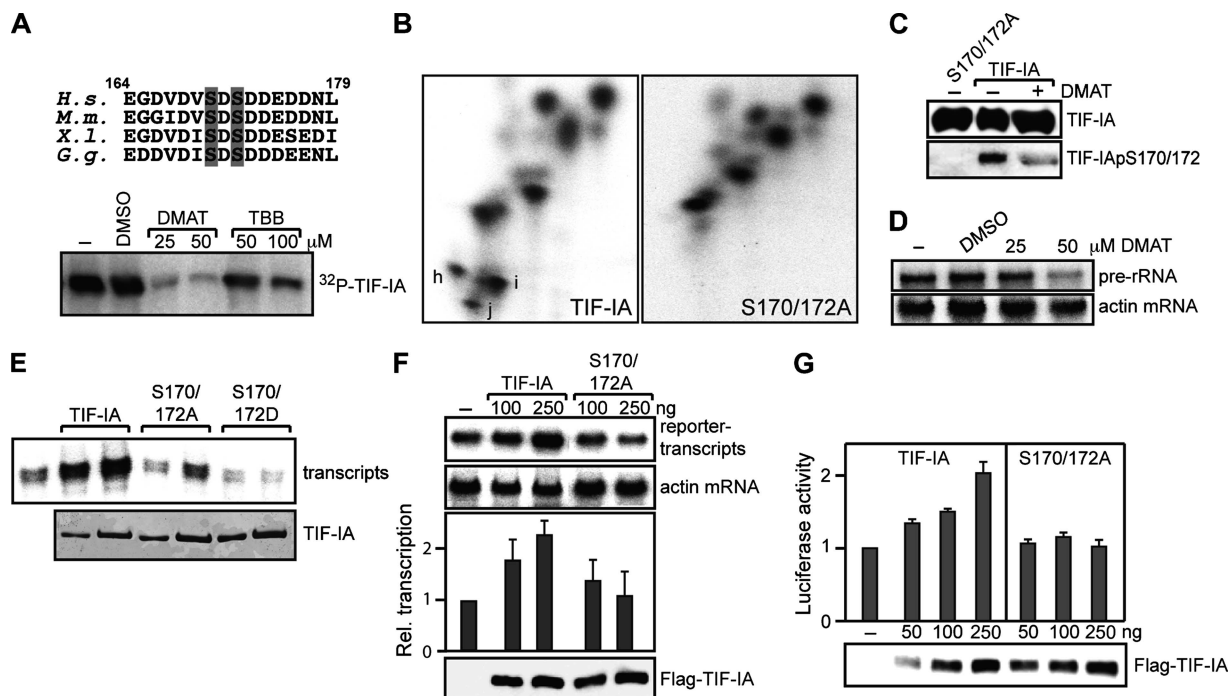 A
164 179
H.s. EGDVDVSDSDDEDDNL
M.m. EGGIDVSDSDDEDDNL
X.l. EGDVDISDSDDESEDI
G.g. EDDVDISDSDDDEENL
– DMSO DMAT TBB
25 50 50 100 μM
32P-TIF-IA
B
h i j
TIF-IA
S170/172A
C
S170/172A TIF-IA
– – + DMAT
TIF-IA
TIF-IApS170/172
D
– DMSO 25 50 μM DMAT
pre-rRNA
actin mRNA
E
TIF-IA S170/172A S170/172D
transcripts
TIF-IA
F
TIF-IA S170/172A
– 100 250 100 250 ng
reporter-transcripts
actin mRNA
Rel. transcription
2
1
0
Flag-TIF-IA
G
TIF-IA S170/172A
Luciferase activity
2
1
0
– 50 100 250 50 100 250 ng
Flag-TIF-IA